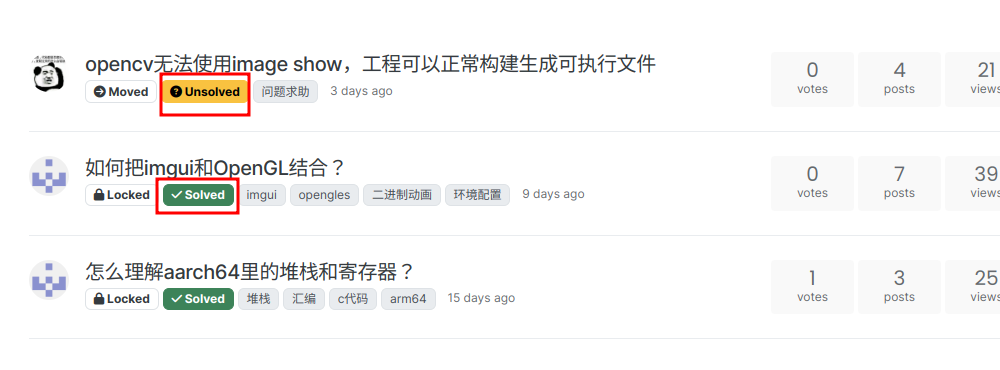 opencv无法使用image show，工程可以正常构建生成可执行文件
Moved Unsolved 问题求助 3 days ago
0 votes 4 posts 21 views
如何把imgui和OpenGL结合？
Locked Solved imgui opengles 二进制动画 环境配置 9 days ago
0 votes 7 posts 39 views
怎么理解aarch64里的堆栈和寄存器？
Locked Solved 堆栈 汇编 c代码 arm64 15 days ago
1 votes 3 posts 25 views